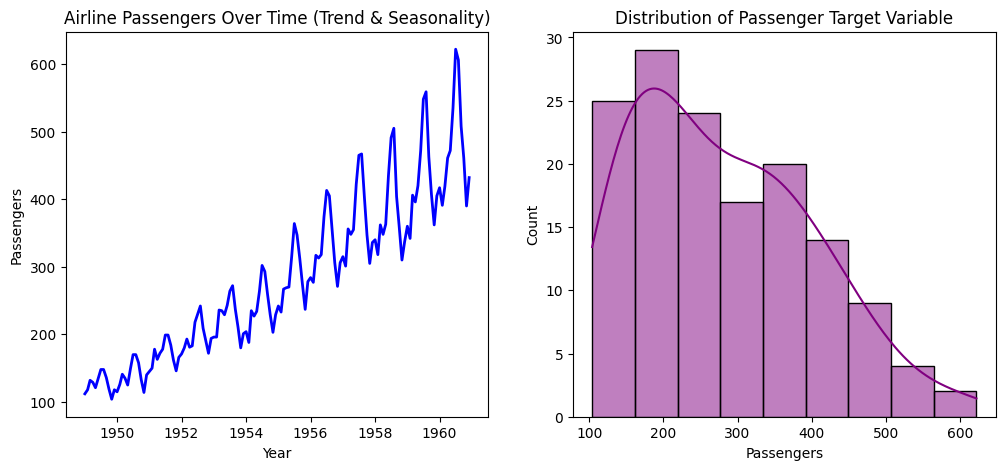 Airline Passengers Over Time (Trend & Seasonality)
600
500
400
300
200
100
Passengers
1950 1952 1954 1956 1958 1960
Year
Distribution of Passenger Target Variable
30
25
20
15
10
5
0
Count
100 200 300 400 500 600
Passengers